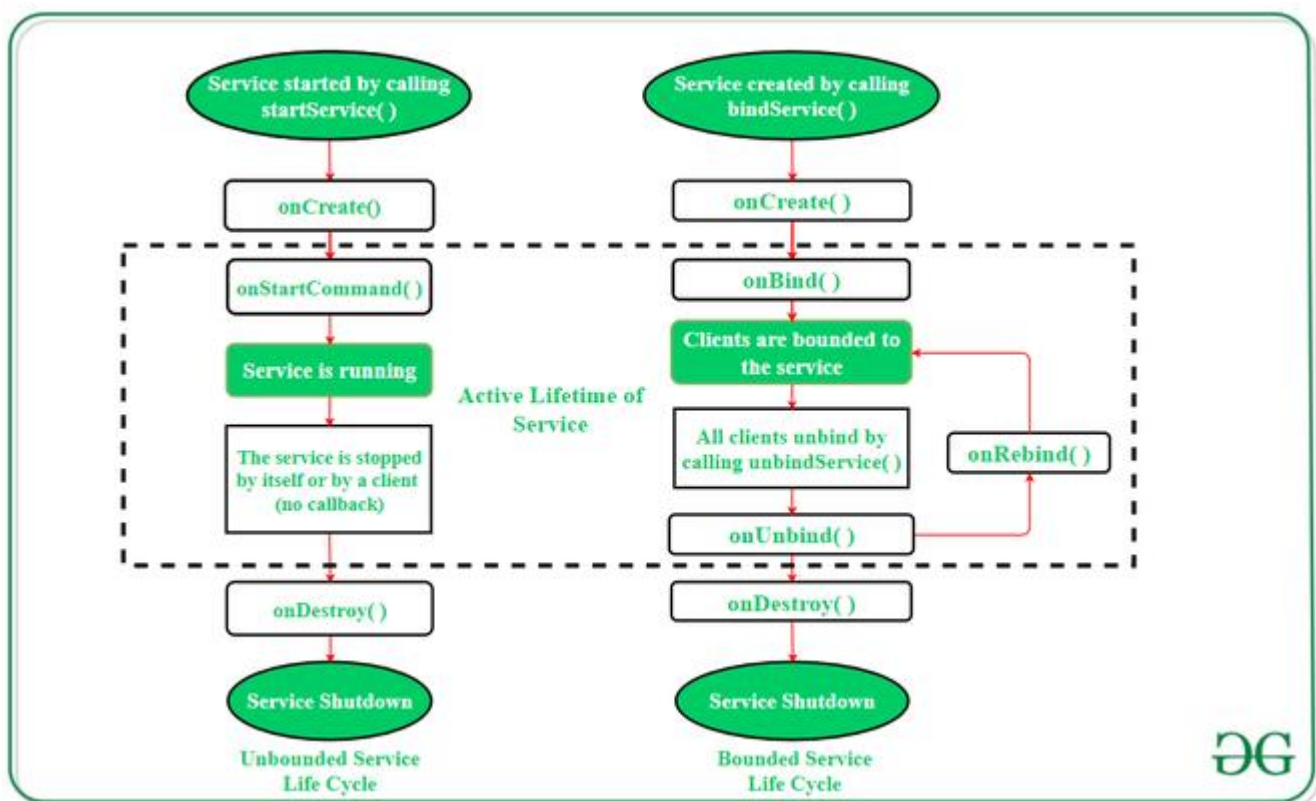 Service started by calling
startService( )
onCreate()
onStartCommand( )
Service is running
The service is stopped
by itself or by a client
(no callback)
onDestroy( )
Service Shutdown
Unbounded Service
Life Cycle
Active Lifetime of
Service
Service created by calling
bindService( )
onCreate( )
onBind( )
Clients are bounded to
the service
All clients unbind by
calling unbindService( )
onUnbind( )
onRebind( )
onDestroy( )
Service Shutdown
Bounded Service
Life Cycle